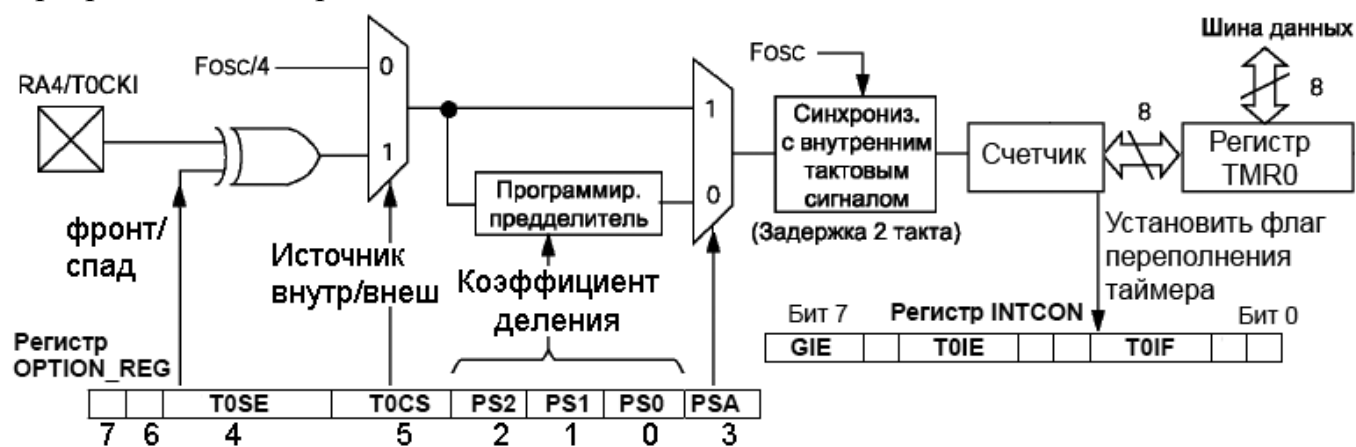 Шина данных
8
Fosc/4
0
Fosc
RA4/T0CKI
1
1
0
Программир.
предделитель
Синхрониз.
с внутренним
тактовым
сигналом
(Задержка 2 такта)
Счетчик
8
Регистр
TMR0
фронт/
спад
Источник
внутр/внеш
Коэффициент
деления
Установить флаг
переполнения
таймера
Бит 7 Регистр INTCON Бит 0
GIE T0IE T0IF
Регистр
OPTION_REG
T0SE T0CS PS2 PS1 PS0 PSA
7 6 4 5 2 1 0 3